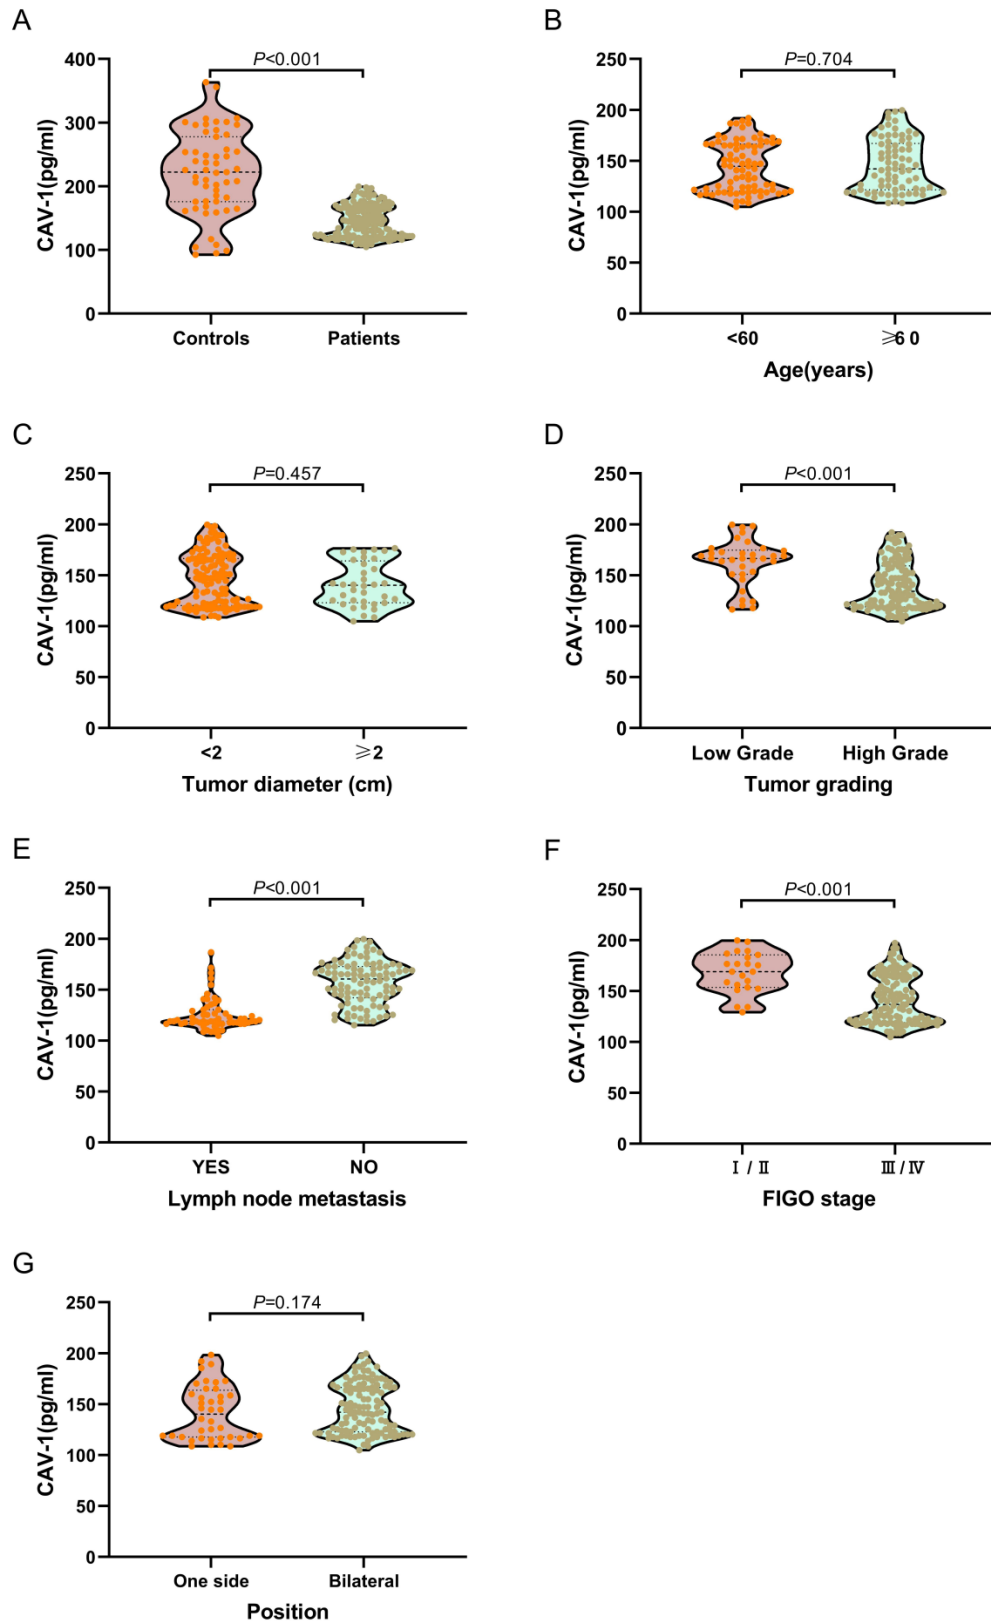 A
B
P<0.001
P=0.704
400
300
200
100
0
CAV-1(pg/ml)
Controls Patients
250
200
150
100
50
0
CAV-1(pg/ml)
<60 ⩾60
Age(years)
C
D
P=0.457
P<0.001
250
200
150
100
50
0
CAV-1(pg/ml)
<2 ⩾2
Tumor diameter (cm)
250
200
150
100
50
0
CAV-1(pg/ml)
Low Grade High Grade
Tumor grading
E
F
P<0.001
P<0.001
250
200
150
100
50
0
CAV-1(pg/ml)
YES NO
Lymph node metastasis
250
200
150
100
50
0
CAV-1(pg/ml)
Ⅰ / Ⅱ Ⅲ / Ⅳ
FIGO stage
G
P=0.174
250
200
150
100
50
0
CAV-1(pg/ml)
One side Bilateral
Position